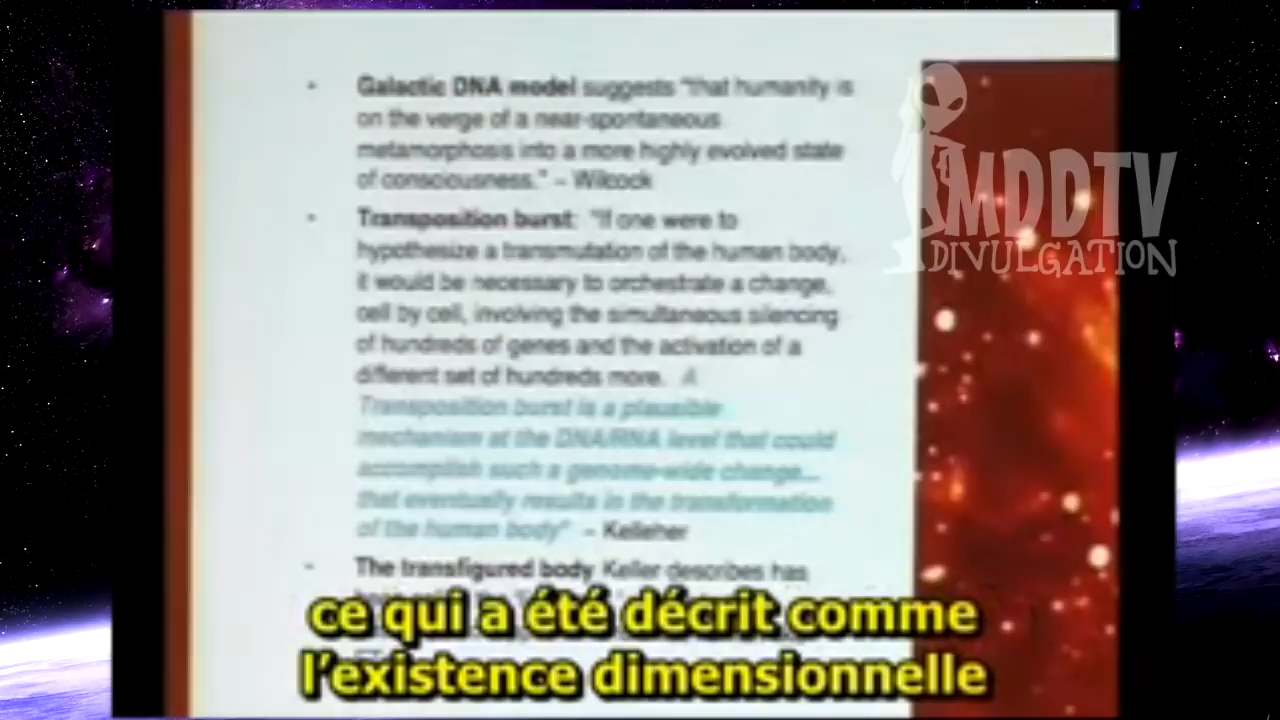 Galactic DNA model suggests "that humanity is
on the verge of a near-spontaneous
metamorphosis into a more highly evolved state
of consciousness." – Wilcock
Transposition burst: "If one were to
hypothesize a transmutation of the human body,
it would be necessary to orchestrate a change,
cell by cell, involving the simultaneous silencing
of hundreds of genes and the activation of a
different set of hundreds more. A
Transposition burst is a plausible
mechanism at the DNA/RNA level that could
accomplish such a genome-wide change...
that eventually results in the transformation
of the human body" – Kelleher
The transfigured body Keller describes has
ce qui a été décrit comme
l'existence dimensionnelle
MDDTV
DIVULGATION